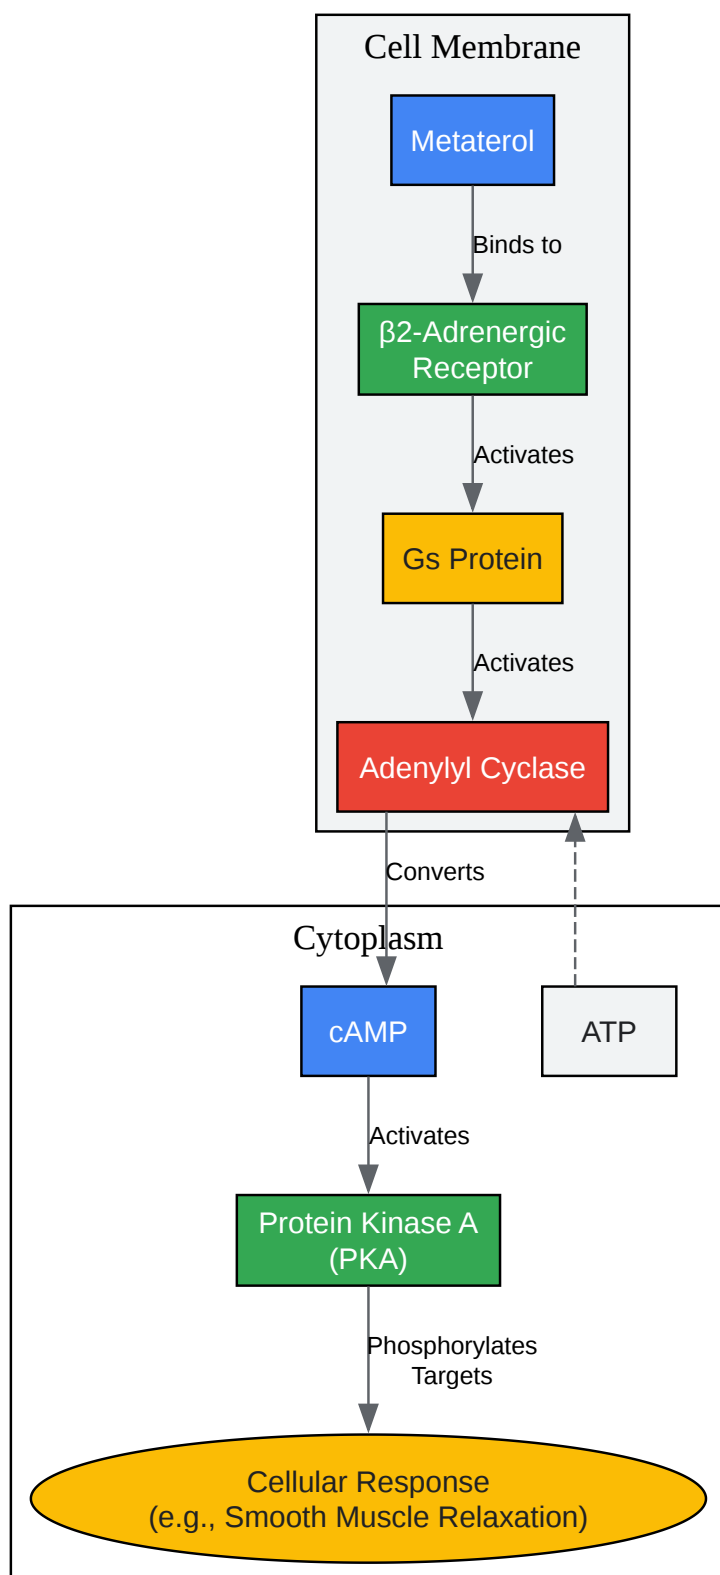 Cell Membrane
Metaterol
Binds to
β2-Adrenergic
Receptor
Activates
Gs Protein
Activates
Adenylyl Cyclase
Converts
Cytoplasm
cAMP
ATP
Activates
Protein Kinase A
(PKA)
Phosphorylates
Targets
Cellular Response
(e.g., Smooth Muscle Relaxation)